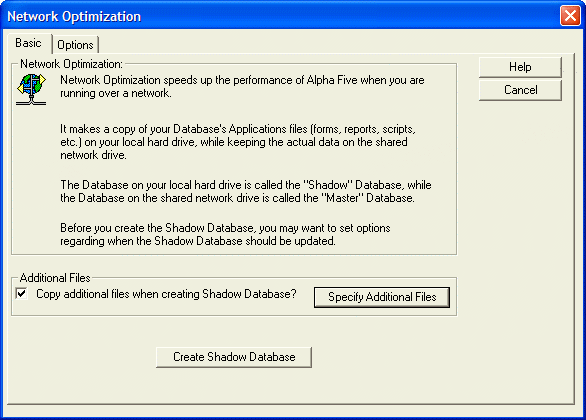 Network Optimization
Basic
Options
Network Optimization:
Network Optimization speeds up the performance of Alpha Five when you are
running over a network.
It makes a copy of your Database's Applications files (forms, reports, scripts,
etc.) on your local hard drive, while keeping the actual data on the shared
network drive.
The Database on your local hard drive is called the "Shadow" Database, while
the Database on the shared network drive is called the "Master" Database.
Before you create the Shadow Database, you may want to set options
regarding when the Shadow Database should be updated.
Help
Cancel
Additional Files
Copy additional files when creating Shadow Database?
Specify Additional Files
Create Shadow Database